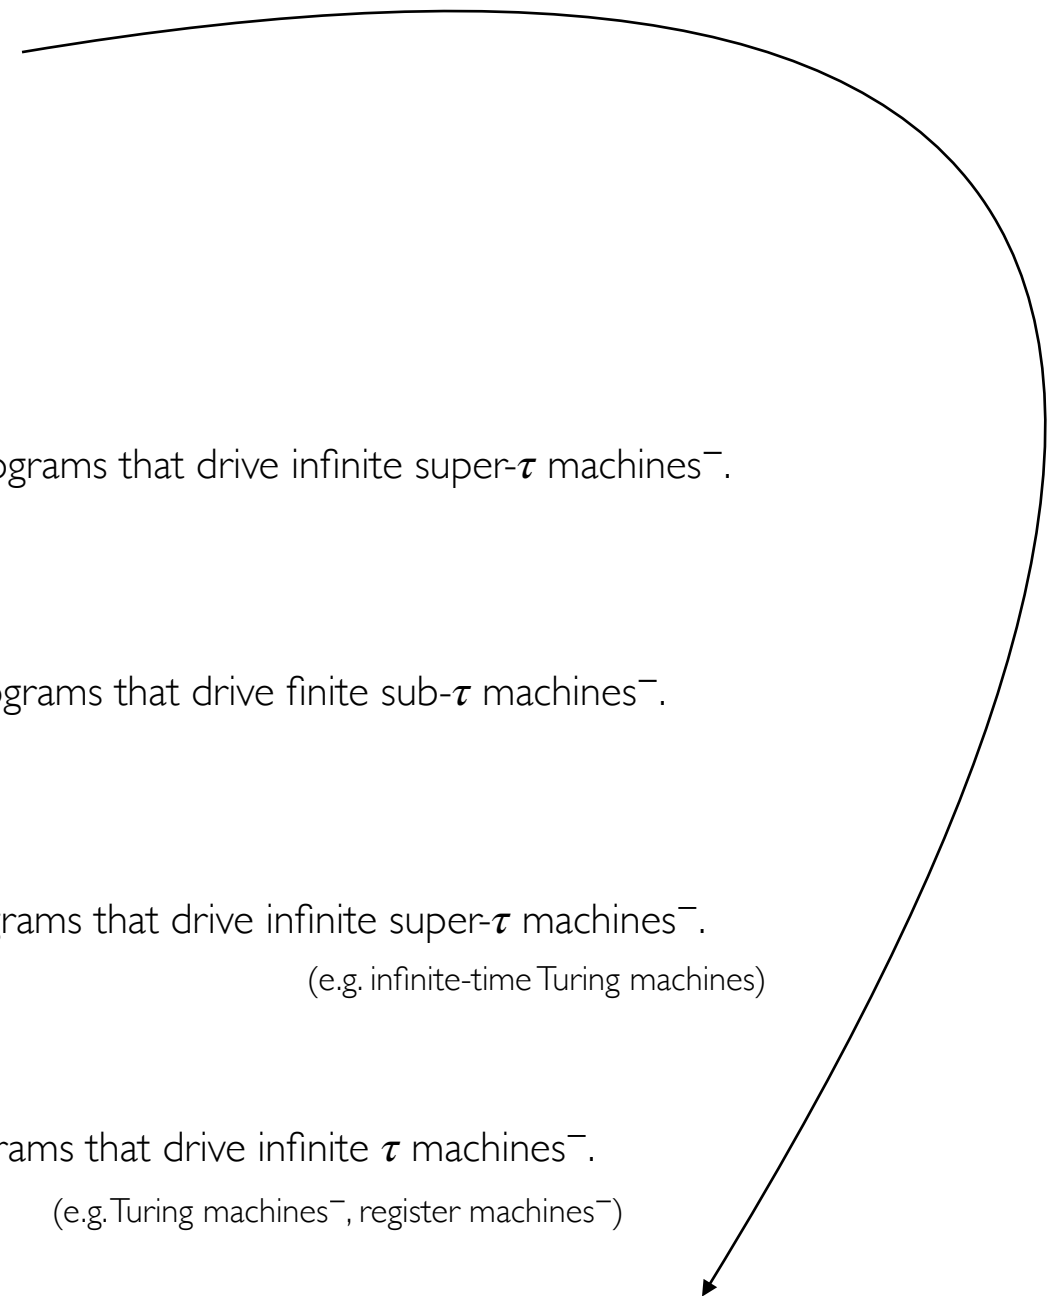 ograms that drive infinite super-τ machines⁻.
ograms that drive finite sub-τ machines⁻.
grams that drive infinite super-τ machines⁻.
(e.g. infinite-time Turing machines)
rams that drive infinite τ machines⁻.
(e.g. Turing machines⁻, register machines⁻)